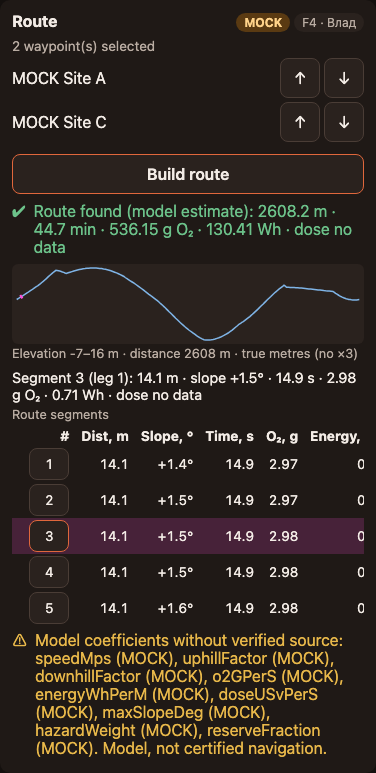 Route MOCK F4 · Влад
2 waypoint(s) selected
MOCK Site A ↑ ↓
MOCK Site C ↑ ↓
Build route
✔ Route found (model estimate): 2608.2 m ·
44.7 min · 536.15 g O₂ · 130.41 Wh · dose no
data
Elevation -7–16 m · distance 2608 m · true metres (no ×3)
Segment 3 (leg 1): 14.1 m · slope +1.5° · 14.9 s · 2.98
g O₂ · 0.71 Wh · dose no data
Route segments
# Dist, m Slope, ° Time, s O₂, g Energy,
1 14.1 +1.4° 14.9 2.97 0
2 14.1 +1.5° 14.9 2.97 0
3 14.1 +1.5° 14.9 2.98 0
4 14.1 +1.5° 14.9 2.98 0
5 14.1 +1.6° 14.9 2.98 0
⚠ Model coefficients without verified source:
speedMps (MOCK), uphillFactor (MOCK),
downhillFactor (MOCK), o2GPerS (MOCK),
energyWhPerM (MOCK), doseUSvPerS
(MOCK), maxSlopeDeg (MOCK),
hazardWeight (MOCK), reserveFraction
(MOCK). Model, not certified navigation.